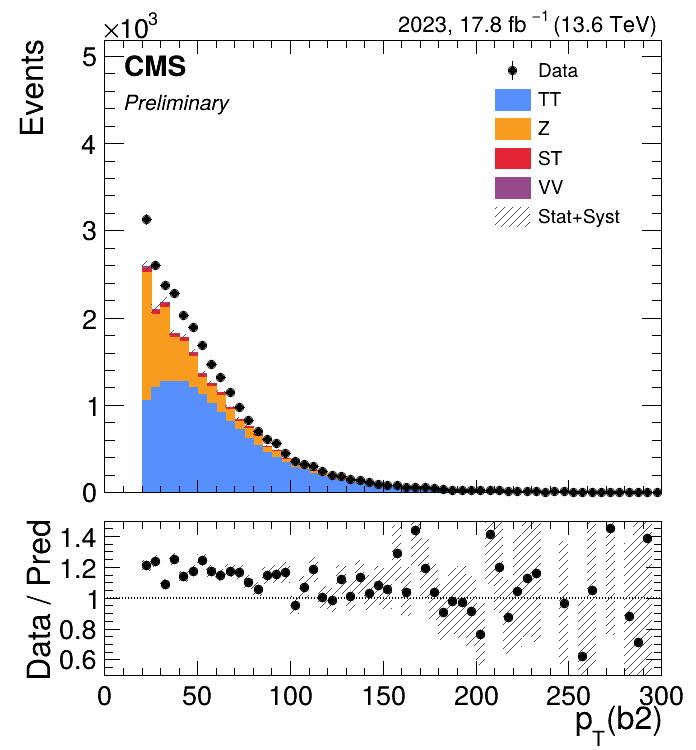 ×10³
2023, 17.8 fb⁻¹ (13.6 TeV)
CMS
Preliminary
Events
5
4
3
2
1
0
Data
TT
Z
ST
VV
Stat+Syst
Data / Pred
1.4
1.2
1
0.8
0.6
0 50 100 150 200 250 300
p_T(b2)